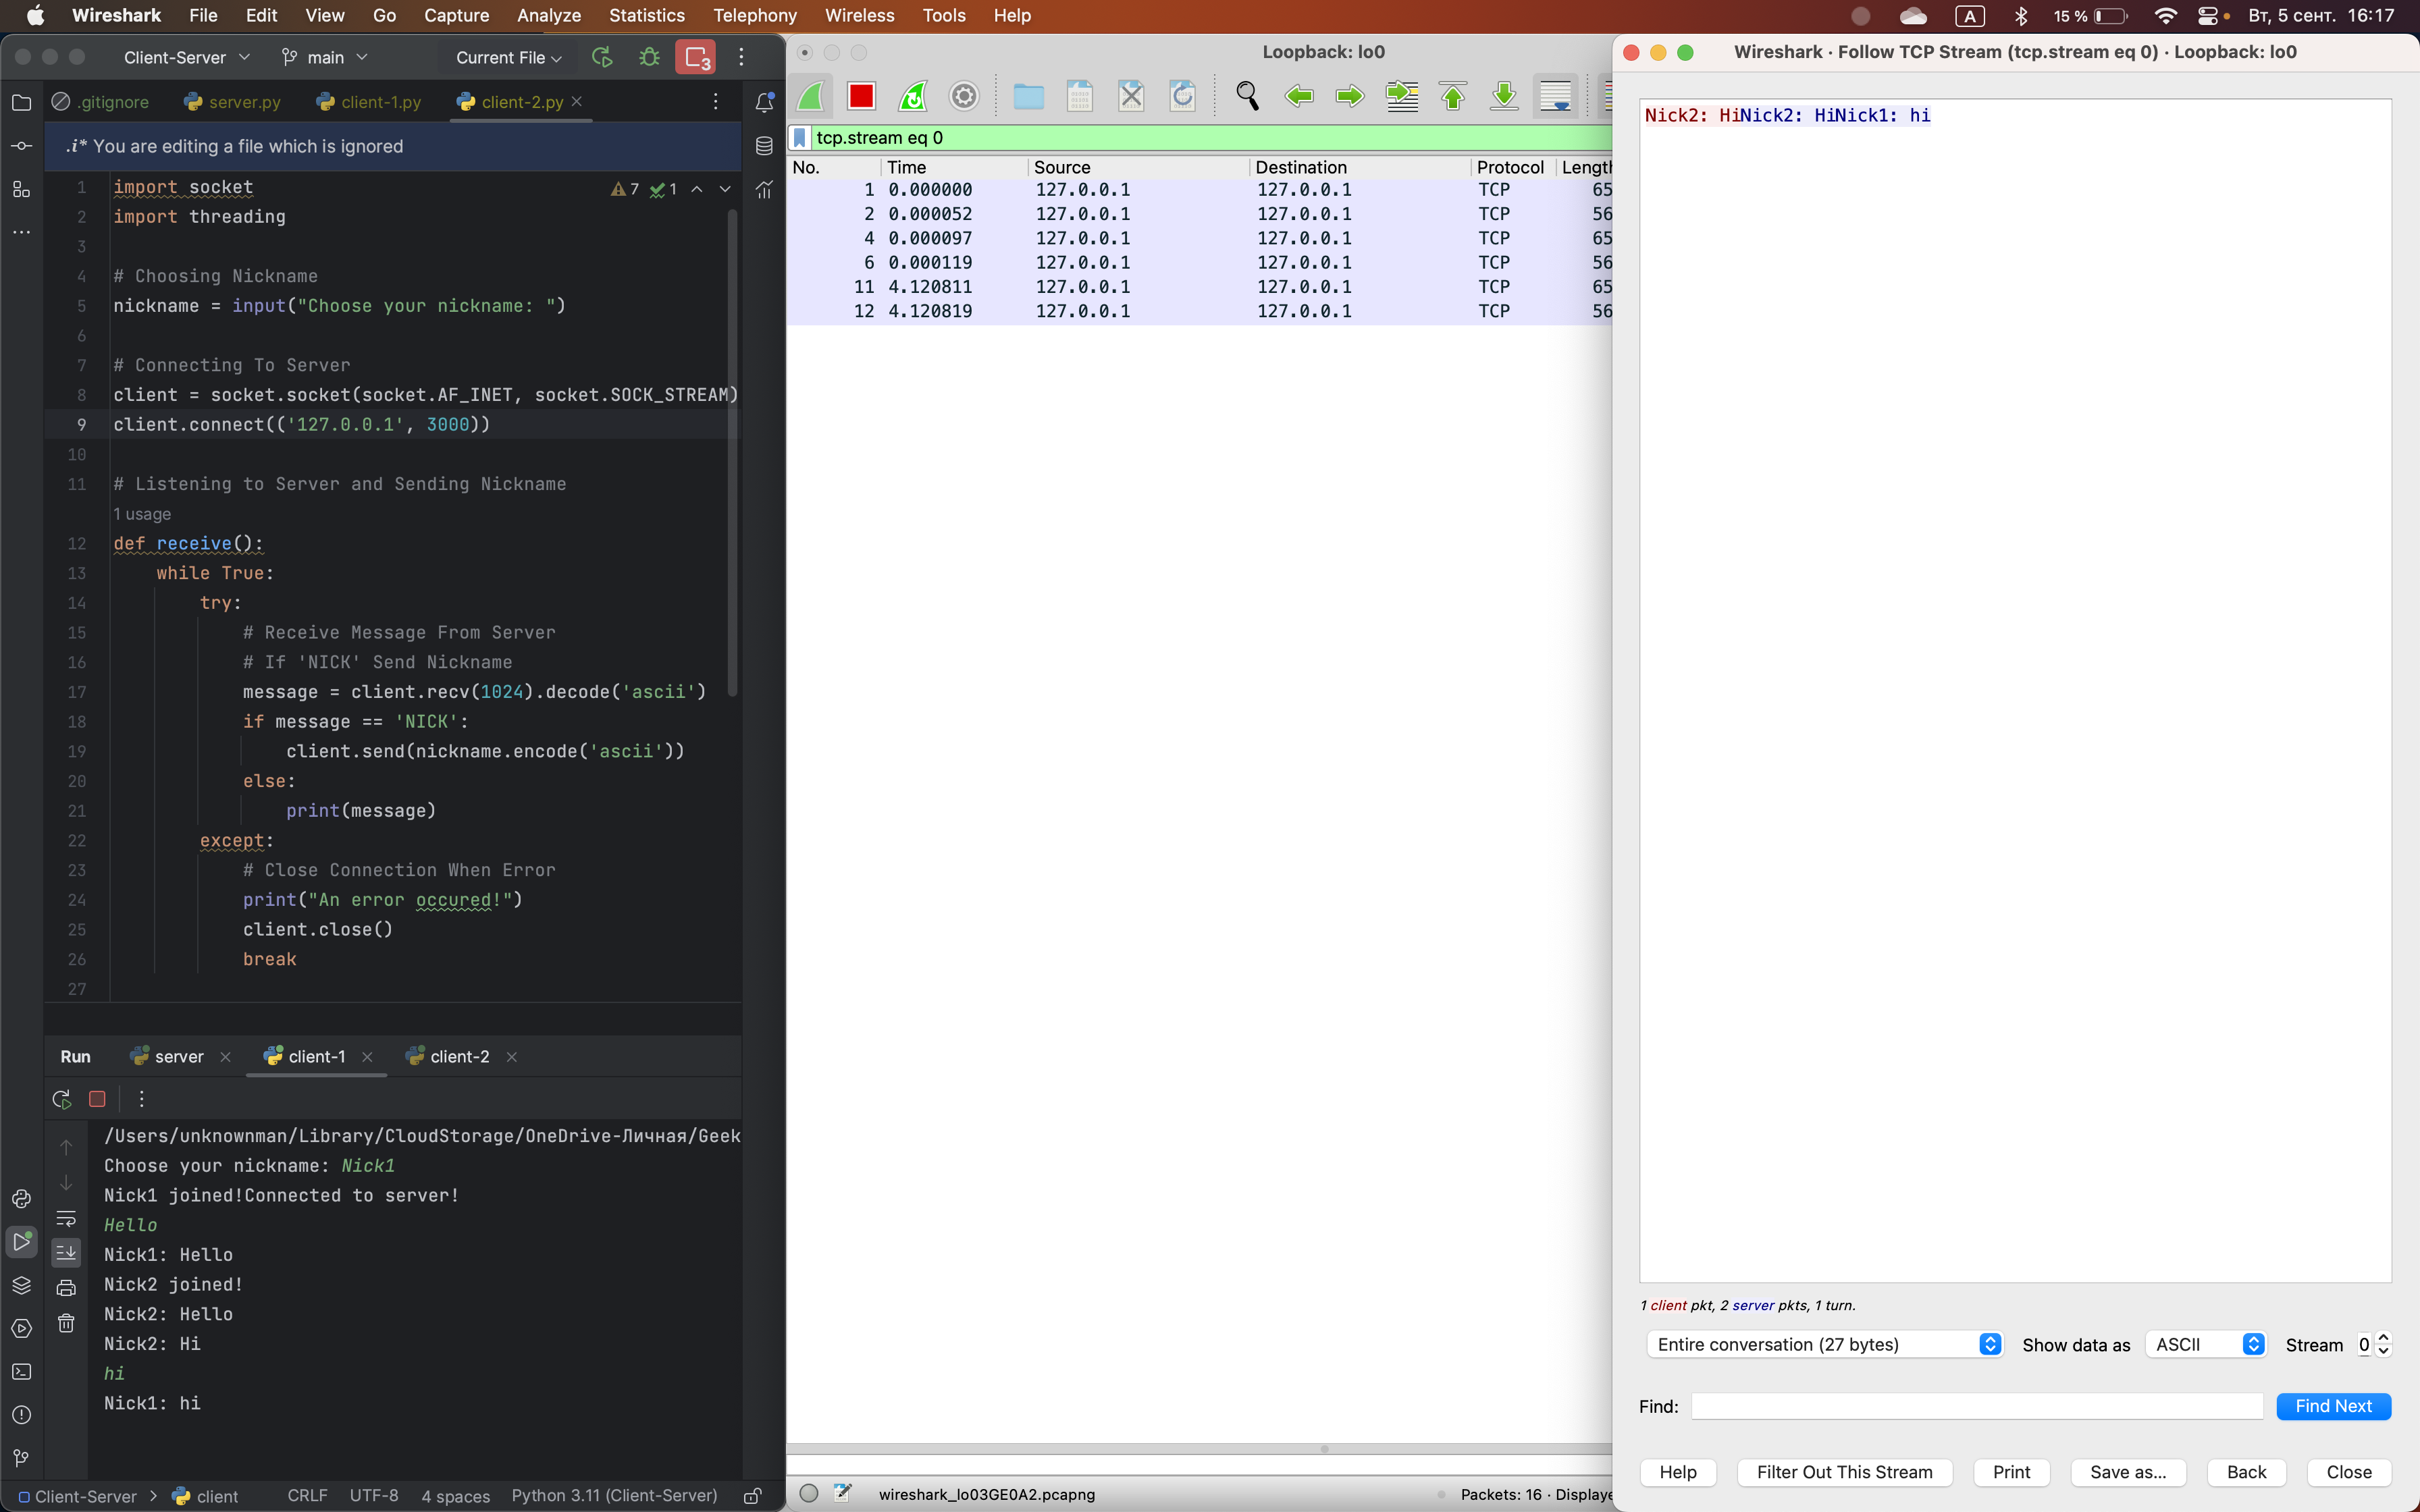 Wireshark File Edit View Go Capture Analyze Statistics Telephony Wireless Tools Help
A 15 % Вт, 5 сент. 16:17
Client-Server main Current File 3
.gitignore server.py client-1.py client-2.py
.i* You are editing a file which is ignored
7 1
1 import socket
2 import threading
3
4 # Choosing Nickname
5 nickname = input("Choose your nickname: ")
6
7 # Connecting To Server
8 client = socket.socket(socket.AF_INET, socket.SOCK_STREAM)
9 client.connect(('127.0.0.1', 3000))
10
11 # Listening to Server and Sending Nickname
1 usage
12 def receive():
13 while True:
14 try:
15 # Receive Message From Server
16 # If 'NICK' Send Nickname
17 message = client.recv(1024).decode('ascii')
18 if message == 'NICK':
19 client.send(nickname.encode('ascii'))
20 else:
21 print(message)
22 except:
23 # Close Connection When Error
24 print("An error occured!")
25 client.close()
26 break
27
Run server client-1 client-2
/Users/unknownman/Library/CloudStorage/OneDrive-Личная/Geek
Choose your nickname: Nick1
Nick1 joined!Connected to server!
Hello
Nick1: Hello
Nick2 joined!
Nick2: Hello
Nick2: Hi
hi
Nick1: hi
Client-Server > client CRLF UTF-8 4 spaces Python 3.11 (Client-Server)
Loopback: lo0
tcp.stream eq 0
No. Time Source Destination Protocol Length
1 0.000000 127.0.0.1 127.0.0.1 TCP 65
2 0.000052 127.0.0.1 127.0.0.1 TCP 56
4 0.000097 127.0.0.1 127.0.0.1 TCP 65
6 0.000119 127.0.0.1 127.0.0.1 TCP 56
11 4.120811 127.0.0.1 127.0.0.1 TCP 65
12 4.120819 127.0.0.1 127.0.0.1 TCP 56
wireshark_lo03GE0A2.pcapng Packets: 16 · Displaye
Wireshark · Follow TCP Stream (tcp.stream eq 0) · Loopback: lo0
Nick2: HiNick2: HiNick1: hi
1 client pkt, 2 server pkts, 1 turn.
Entire conversation (27 bytes) Show data as ASCII Stream 0
Find: Find Next
Help Filter Out This Stream Print Save as... Back Close